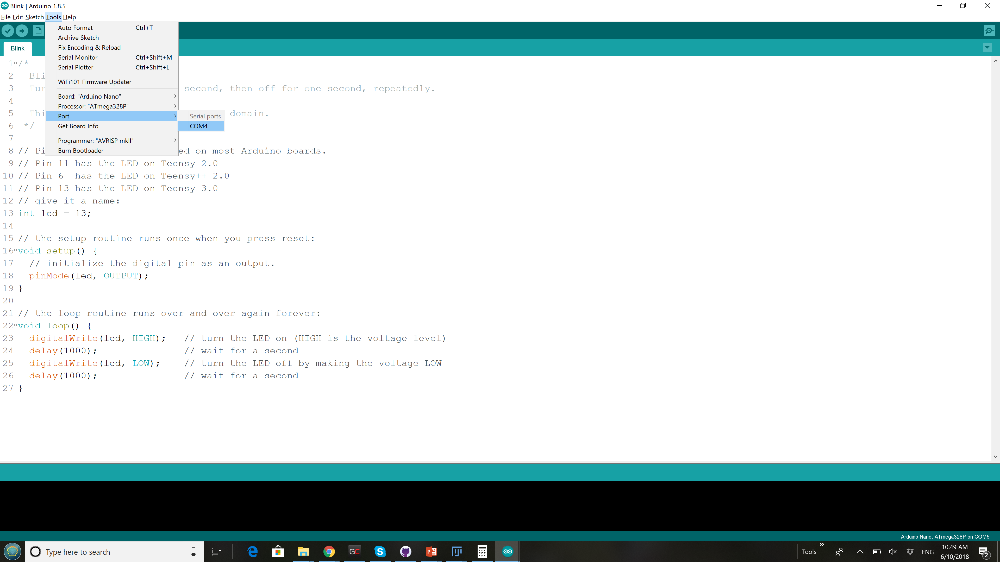 Blink | Arduino 1.8.5
File Edit Sketch Tools Help
Auto Format Ctrl+T
Archive Sketch
Fix Encoding & Reload
Serial Monitor Ctrl+Shift+M
Serial Plotter Ctrl+Shift+L
WiFi101 Firmware Updater
Board: "Arduino Nano"
Processor: "ATmega328P"
Port
Get Board Info
Programmer: "AVRISP mkII"
Burn Bootloader
Serial ports
COM4
Blink
1 /*
2 Bli
3 Tur second, then off for one second, repeatedly.
4
5 Thi domain.
6 */
7
8 // Pi ed on most Arduino boards.
9 // Pin 11 has the LED on Teensy 2.0
10 // Pin 6  has the LED on Teensy++ 2.0
11 // Pin 13 has the LED on Teensy 3.0
12 // give it a name:
13 int led = 13;
14
15 // the setup routine runs once when you press reset:
16 void setup() {
17 // initialize the digital pin as an output.
18 pinMode(led, OUTPUT);
19 }
20
21 // the loop routine runs over and over again forever:
22 void loop() {
23 digitalWrite(led, HIGH); // turn the LED on (HIGH is the voltage level)
24 delay(1000); // wait for a second
25 digitalWrite(led, LOW); // turn the LED off by making the voltage LOW
26 delay(1000); // wait for a second
27 }
Arduino Nano, ATmega328P on COM5
Type here to search
GC
Tools
ENG
10:49 AM
6/10/2018
2